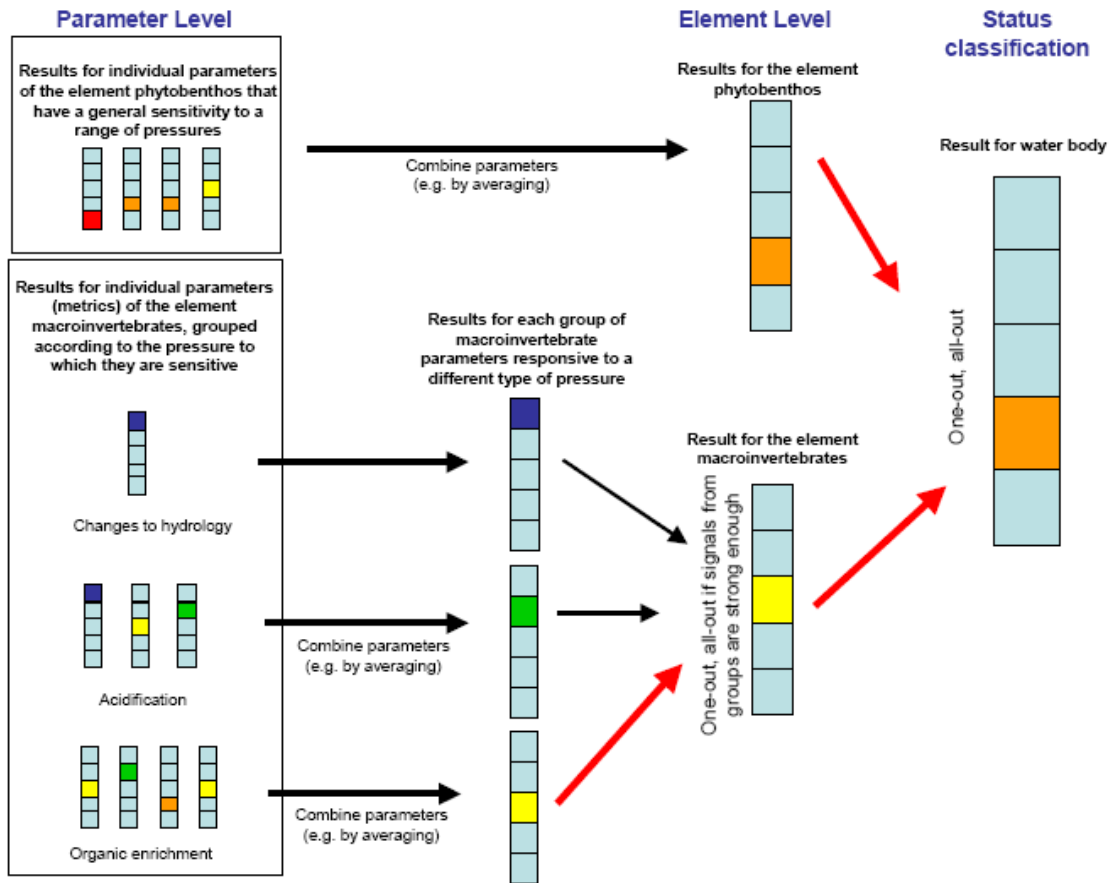 Parameter Level
Element Level
Status
classification
Results for individual parameters
of the element phytobenthos that
have a general sensitivity to a
range of pressures
Combine parameters
(e.g. by averaging)
Results for the element
phytobenthos
Result for water body
Results for individual parameters
(metrics) of the element
macroinvertebrates, grouped
according to the pressure to
which they are sensitive
Results for each group of
macroinvertebrate
parameters responsive to a
different type of pressure
One-out, all-out
Result for the element
macroinvertebrates
Changes to hydrology
One-out, all-out if signals from
groups are strong enough
Combine parameters
(e.g. by averaging)
Acidification
Combine parameters
(e.g. by averaging)
Organic enrichment